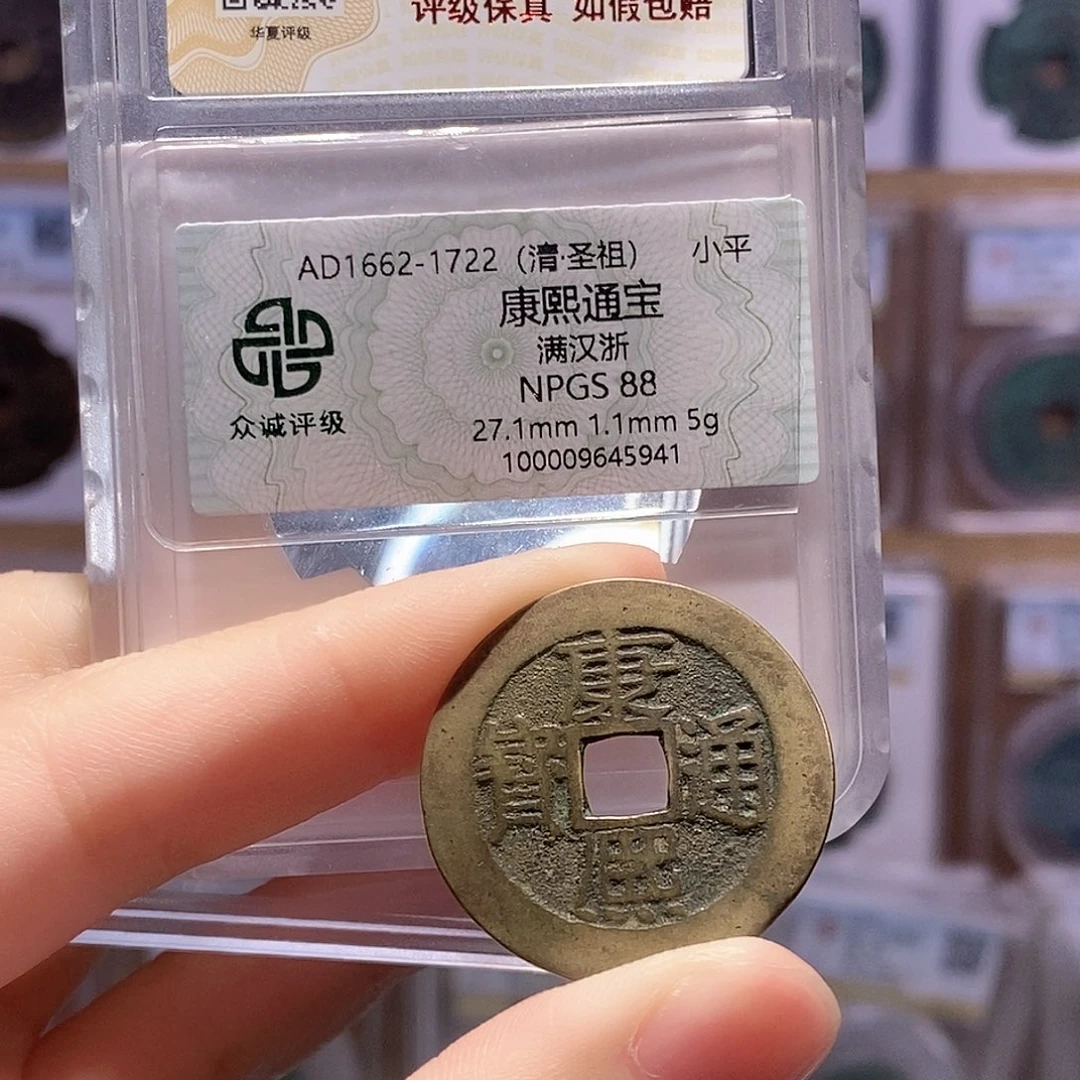 评级保真 如假包赔
华夏评级
AD1662-1722（清·圣祖） 小平
康熙通宝
满汉浙
NPGS 88
27.1mm 1.1mm 5g
100009645941
众诚评级
康熙通寶